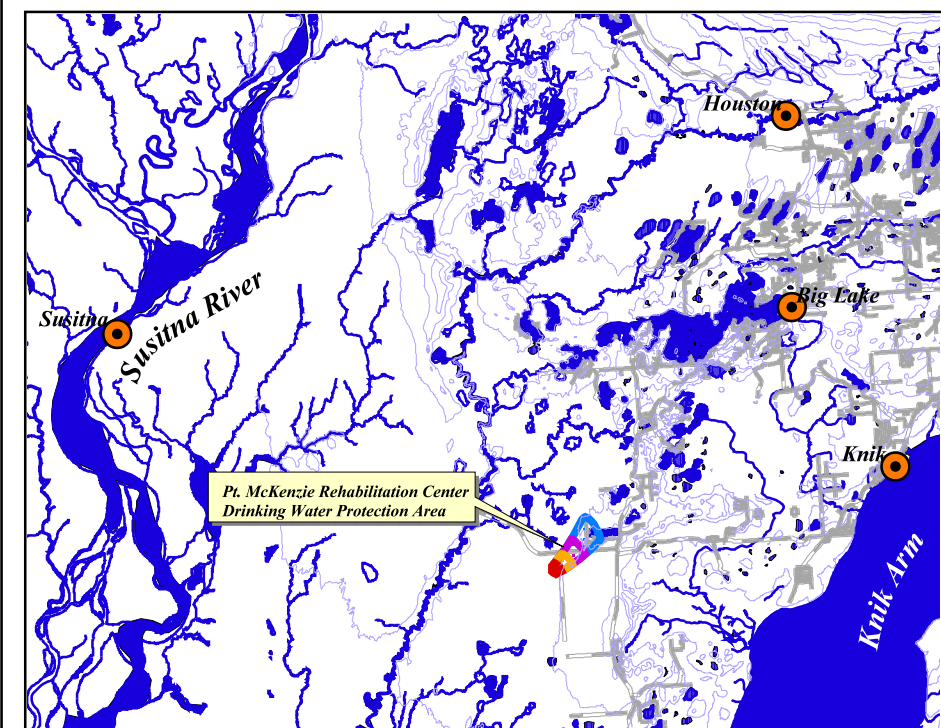 Houston
Big Lake
Susitna
Susitna River
Knik
Pt. McKenzie Rehabilitation Center
Drinking Water Protection Area
Knik Arm